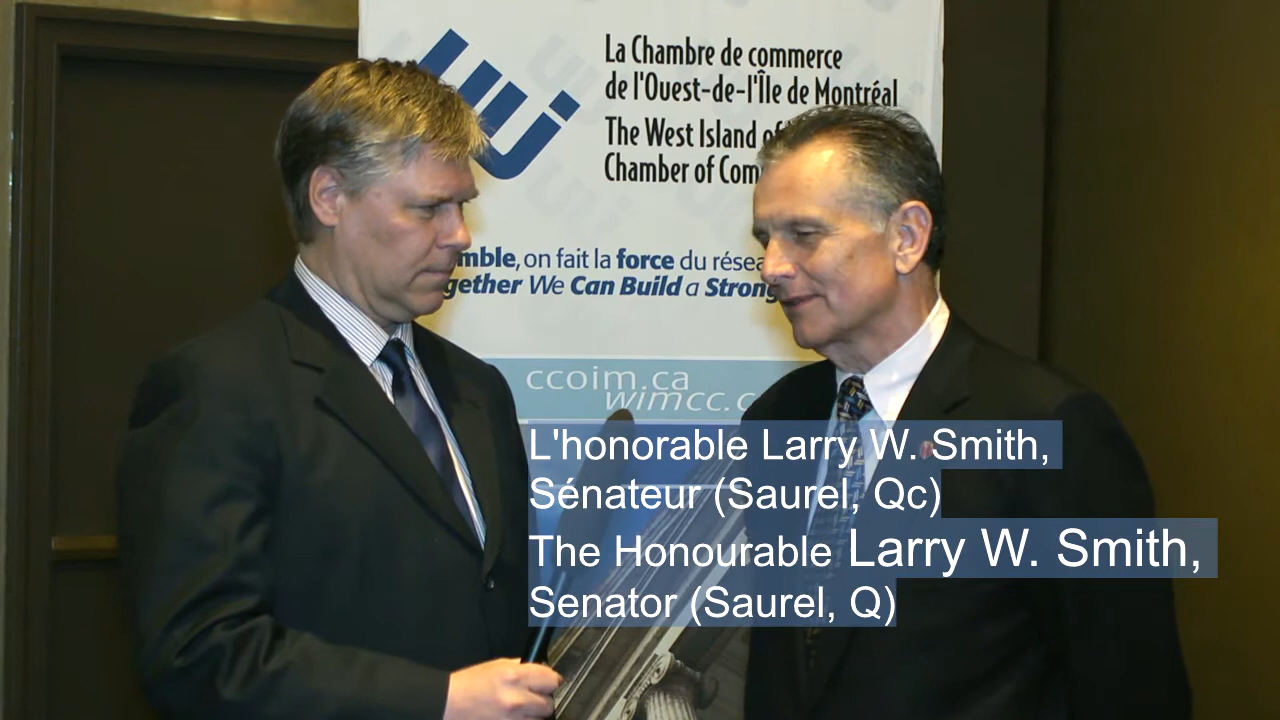 La Chambre de commerce
de l'Ouest-de-l'Île de Montréal
The West Island of
Chamber of Com
mble, on fait la force du résea
gether We Can Build a Strong
ccoim.ca
wimcc.c
L'honorable Larry W. Smith,
Sénateur (Saurel, Qc)
The Honourable Larry W. Smith,
Senator (Saurel, Q)